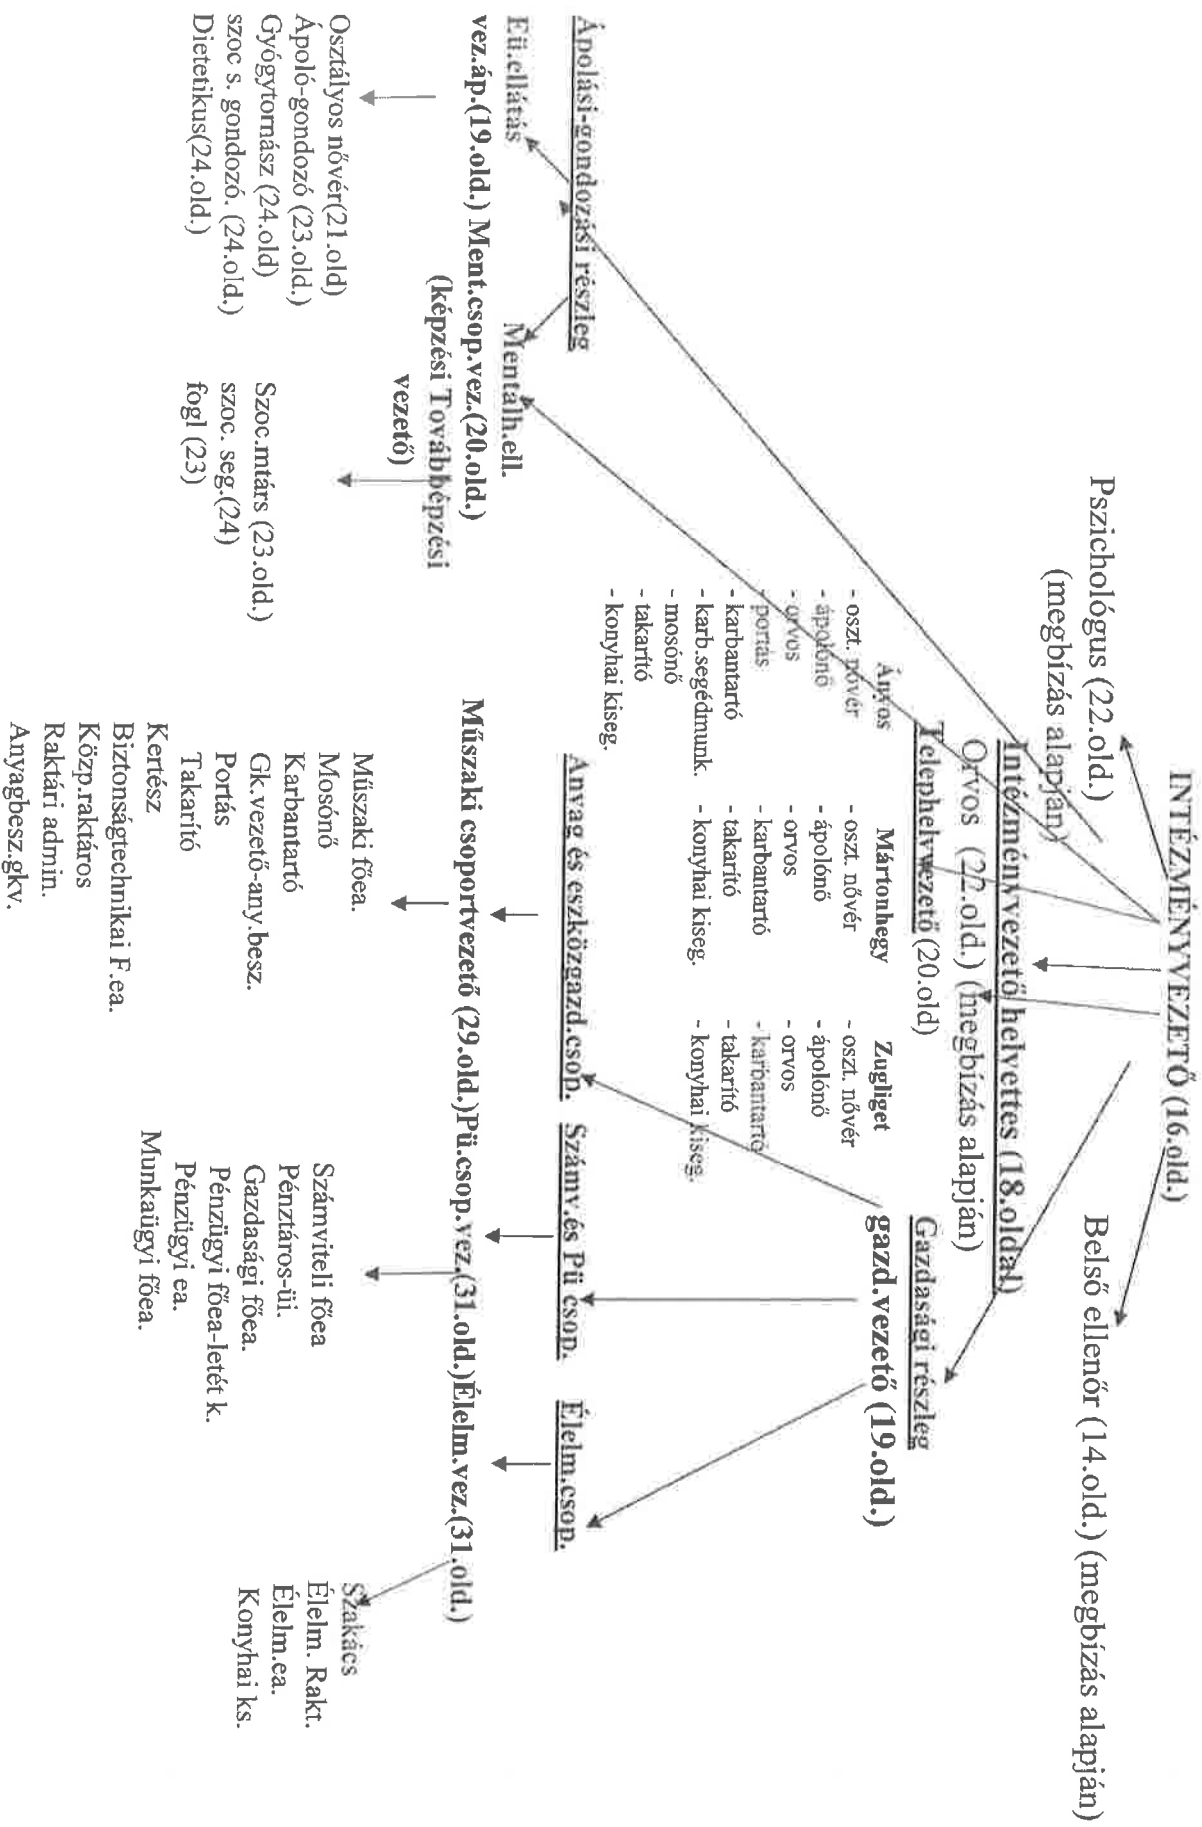 INTÉZMÉNYVEZETŐ (16.old.)
Pszichológus (22.old.)
(megbízás alapján)
Belső ellenőr (14.old.) (megbízás alapján)
Intézményvezető helyettes (18.oldal)
Orvos (22.old.) (megbízás alapján)
Telephelyvezető (20.old)
Gazdasági részleg
gazd.vezető (19.old.)
Ányos
- oszt. nővér
- ápolónő
- orvos
- portás
- karbantartó
- karb.segédmunk.
- mosónő
- takarító
- konyhai kiseg.
Mártonhegy
- oszt. nővér
- ápolónő
- orvos
- karbantartó
- takarító
- konyhai kiseg.
Zugliget
- oszt. nővér
- ápolónő
- orvos
- karbantartó
- takarító
- konyhai kiseg.
Ápolási-gondozási részleg
Eü.ellátás
Mentálh.ell.
vez.áp.(19.old.) Ment.csop.vez.(20.old.)
(képzési Továbbépzési
vezető)
Osztályos nővér(21.old)
Ápoló-gondozó (23.old.)
Gyógytornász (24.old)
szoc s. gondozó. (24.old.)
Dietetikus(24.old.)
Szoc.mtárs (23.old.)
szoc. seg.(24)
fogl (23)
Anyag és eszközgazd.csop.
Számv.és Pü csop.
Élelm.csop.
Műszaki csoportvezető (29.old.)Pü.csop.vez.(31.old.)Élelm.vez.(31.old.)
Műszaki főea.
Mosónő
Karbantartó
Gk.vezető-any.besz.
Portás
Takarító
Kertész
Biztonságtechnikai F.ea.
Közp.raktáros
Raktári admin.
Anyagbesz.gkv.
Számviteli főea
Pénztáros-üi.
Gazdasági főea.
Pénzügyi főea-letét k.
Pénzügyi ea.
Munkaügyi főea.
Szakács
Élelm. Rakt.
Élelm.ea.
Konyhai ks.